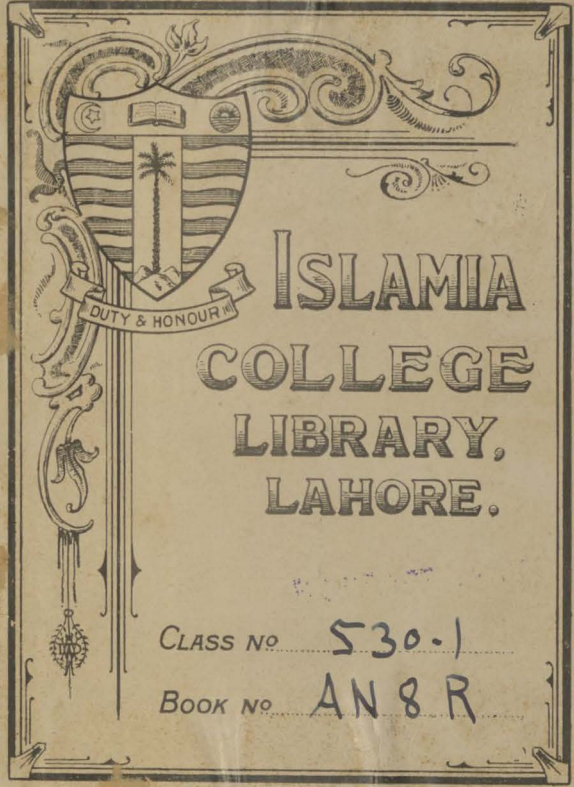 DUTY & HONOUR
ISLAMIA
COLLEGE
LIBRARY,
LAHORE.
CLASS NO 530.1
BOOK NO AN8R